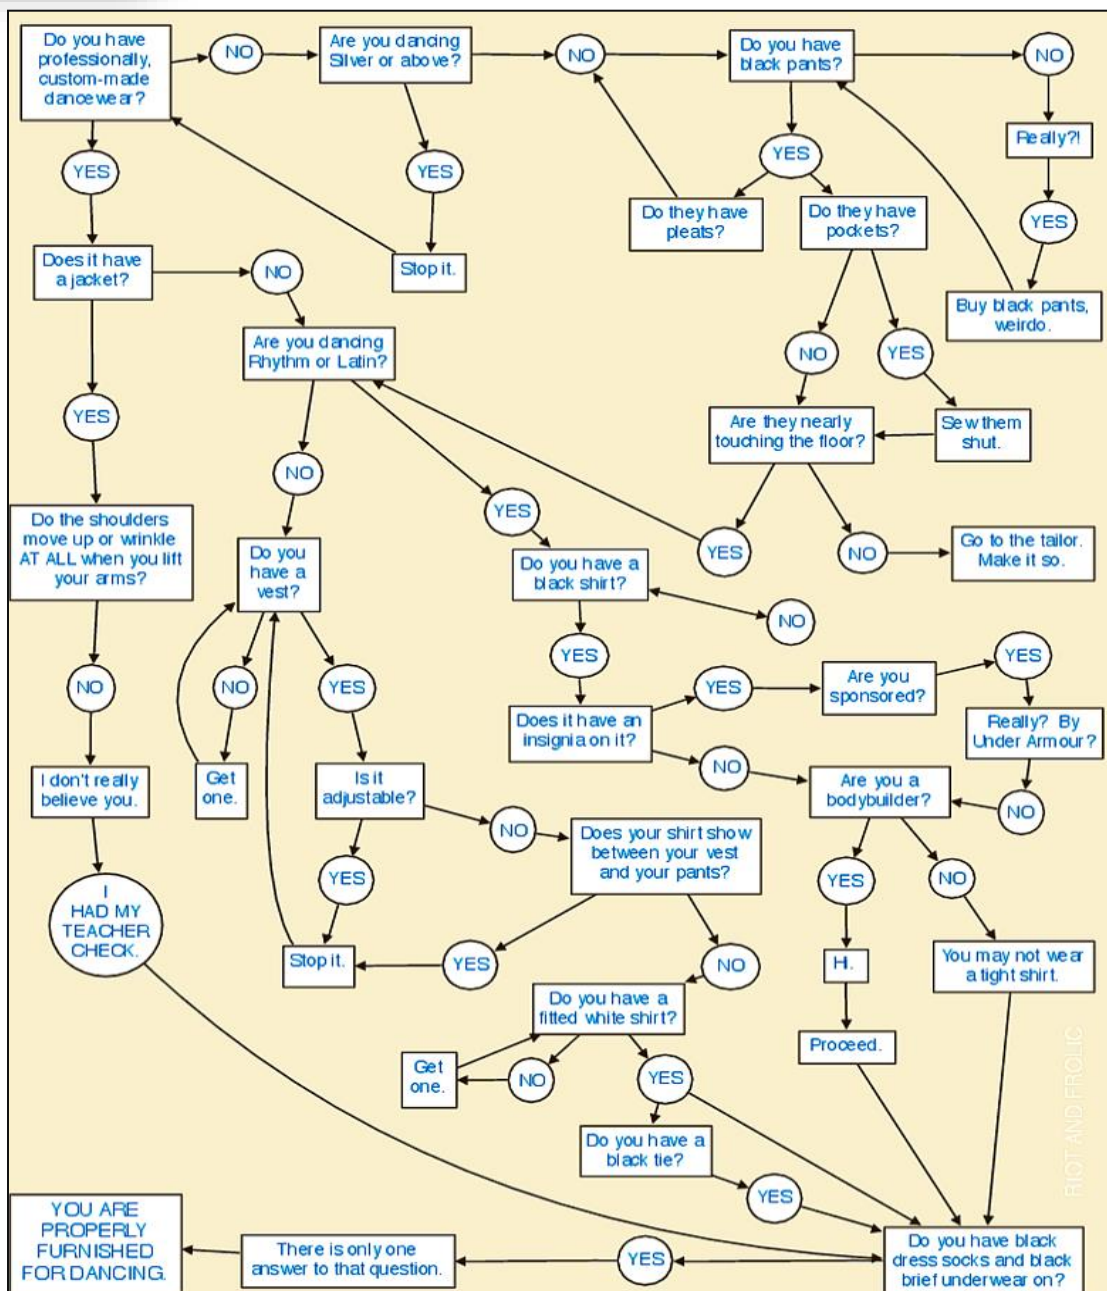 Do you have
professionally,
custom-made
dancewear?
NO
Are you dancing
Silver or above?
NO
Do you have
black pants?
NO
YES
YES
YES
Really?!
YES
Do they have
pleats?
Do they have
pockets?
Does it have
a jacket?
NO
Stop it.
Buy black pants,
weirdo.
Are you dancing
Rhythm or Latin?
NO
YES
YES
Are they nearly
touching the floor?
Sew them
shut.
NO
YES
Do the shoulders
move up or wrinkle
AT ALL when you lift
your arms?
Do you
have a
vest?
Do you have a
black shirt?
YES
NO
Go to the tailor.
Make it so.
NO
YES
NO
NO
YES
YES
Are you
sponsored?
YES
Does it have an
insignia on it?
Really? By
Under Armour?
I don't really
believe you.
Get
one.
Is it
adjustable?
NO
Are you a
bodybuilder?
NO
NO
Does your shirt show
between your vest
and your pants?
YES
YES
NO
I
HAD MY
TEACHER
CHECK.
Stop it.
YES
NO
Hi.
You may not wear
a tight shirt.
Do you have a
fitted white shirt?
Proceed.
Get
one.
NO
YES
Do you have a
black tie?
YES
RIOT AND FROLIC
YOU ARE
PROPERLY
FURNISHED
FOR DANCING.
There is only one
answer to that question.
YES
Do you have black
dress socks and black
brief underwear on?